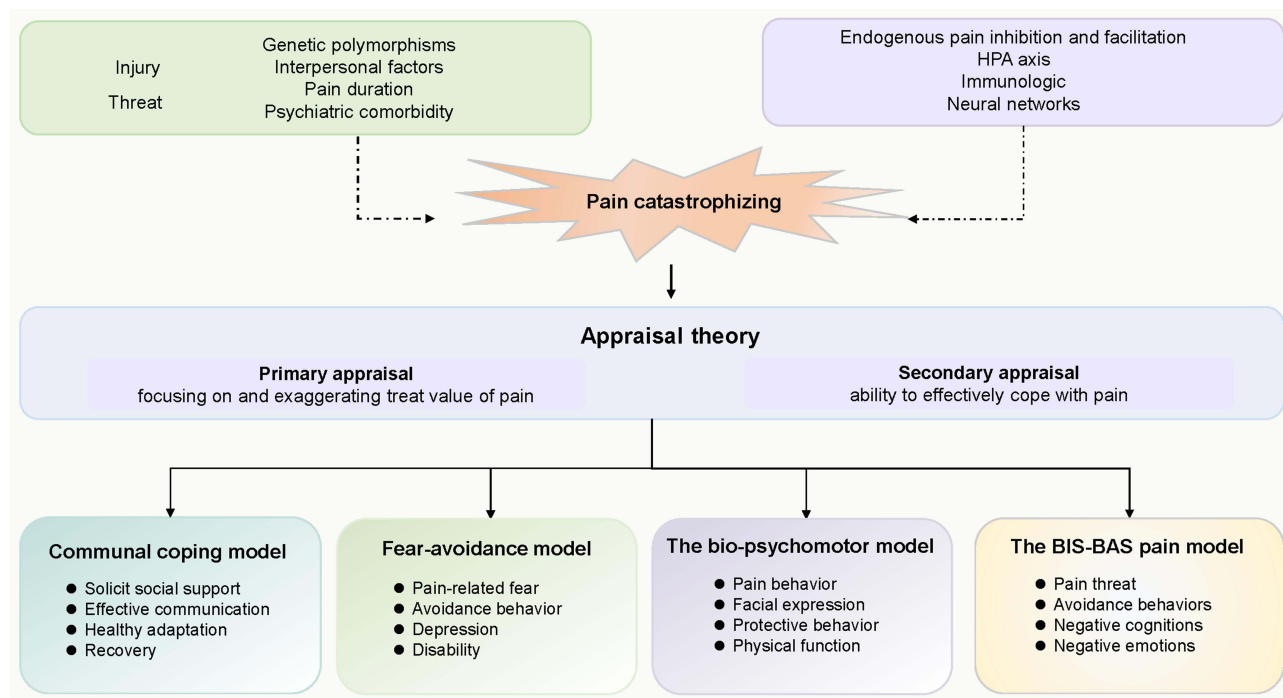 Injury
Threat
Genetic polymorphisms
Interpersonal factors
Pain duration
Psychiatric comorbidity
Endogenous pain inhibition and facilitation
HPA axis
Immunologic
Neural networks
Pain catastrophizing
Appraisal theory
Primary appraisal
focusing on and exaggerating treat value of pain
Secondary appraisal
ability to effectively cope with pain
Communal coping model
● Solicit social support
● Effective communication
● Healthy adaptation
● Recovery
Fear-avoidance model
● Pain-related fear
● Avoidance behavior
● Depression
● Disability
The bio-psychomotor model
● Pain behavior
● Facial expression
● Protective behavior
● Physical function
The BIS-BAS pain model
● Pain threat
● Avoidance behaviors
● Negative cognitions
● Negative emotions